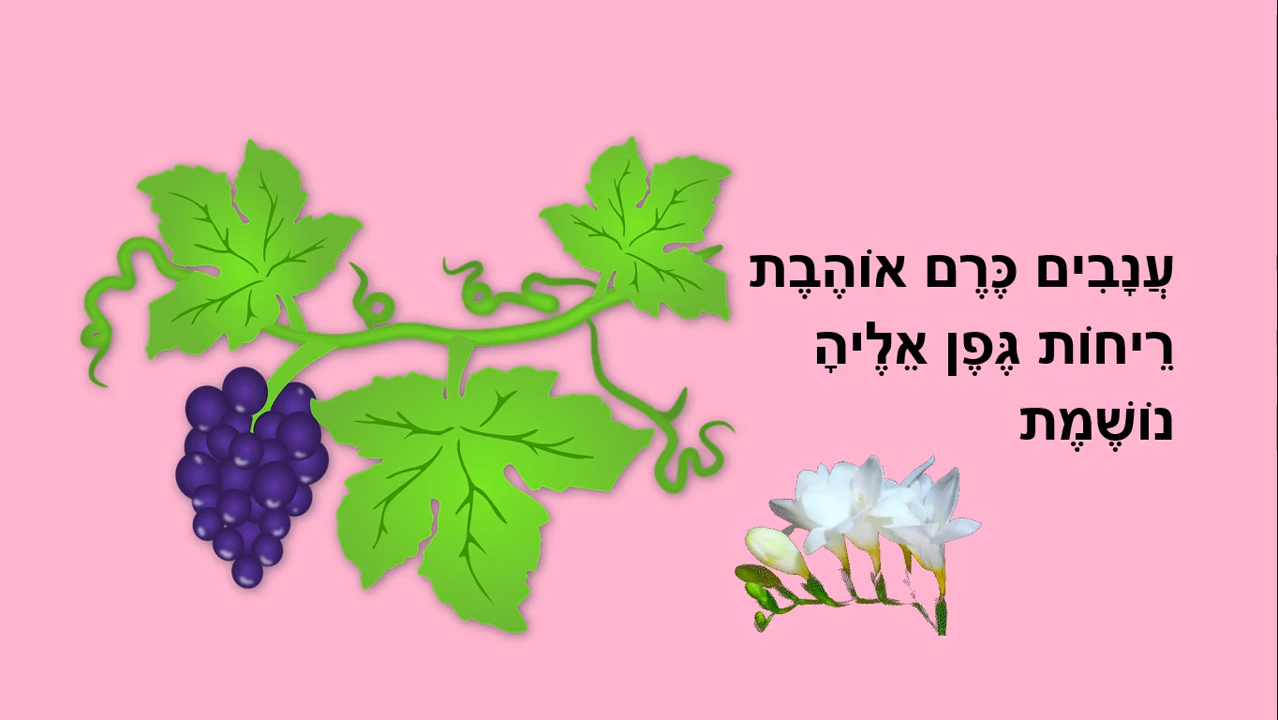 עֲנָבִים כֶּרֶם אוֹהֶבֶת
רֵיחוֹת גֶּפֶן אֵלֶיהָ
נוֹשֶׁמֶת